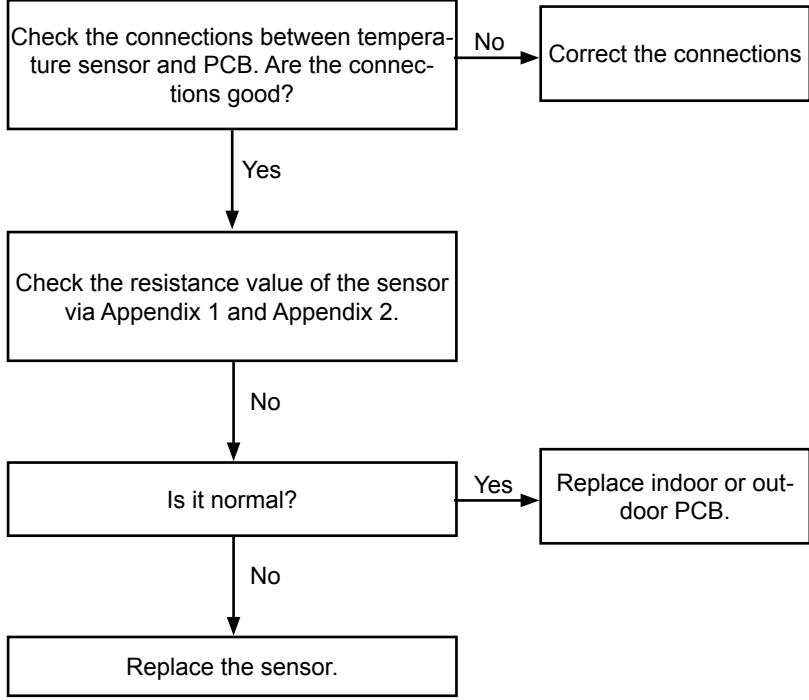 Check the connections between tempera-
ture sensor and PCB. Are the connec-
tions good?
No
Correct the connections
Yes
Check the resistance value of the sensor
via Appendix 1 and Appendix 2.
No
Is it normal?
Yes
Replace indoor or out-
door PCB.
No
Replace the sensor.